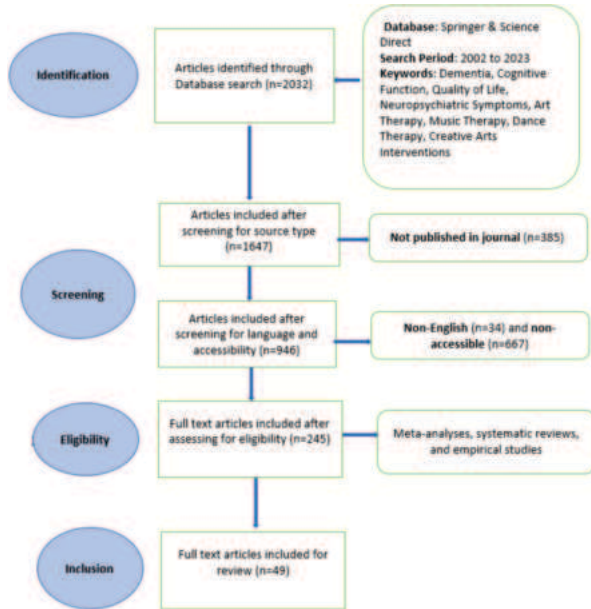 Identification
Articles identified through
Database search (n=2032)
Database: Springer & Science
Direct
Search Period: 2002 to 2023
Keywords: Dementia, Cognitive
Function, Quality of Life,
Neuropsychiatric Symptoms, Art
Therapy, Music Therapy, Dance
Therapy, Creative Arts
Interventions
Screening
Articles included after
screening for source type
(n=1647)
Not published in journal (n=385)
Articles included after
screening for language and
accessibility (n=946)
Non-English (n=34) and non-
accessible (n=667)
Eligibility
Full text articles included after
assessing for eligibility (n=245)
Meta-analyses, systematic reviews,
and empirical studies
Inclusion
Full text articles included for
review (n=49)